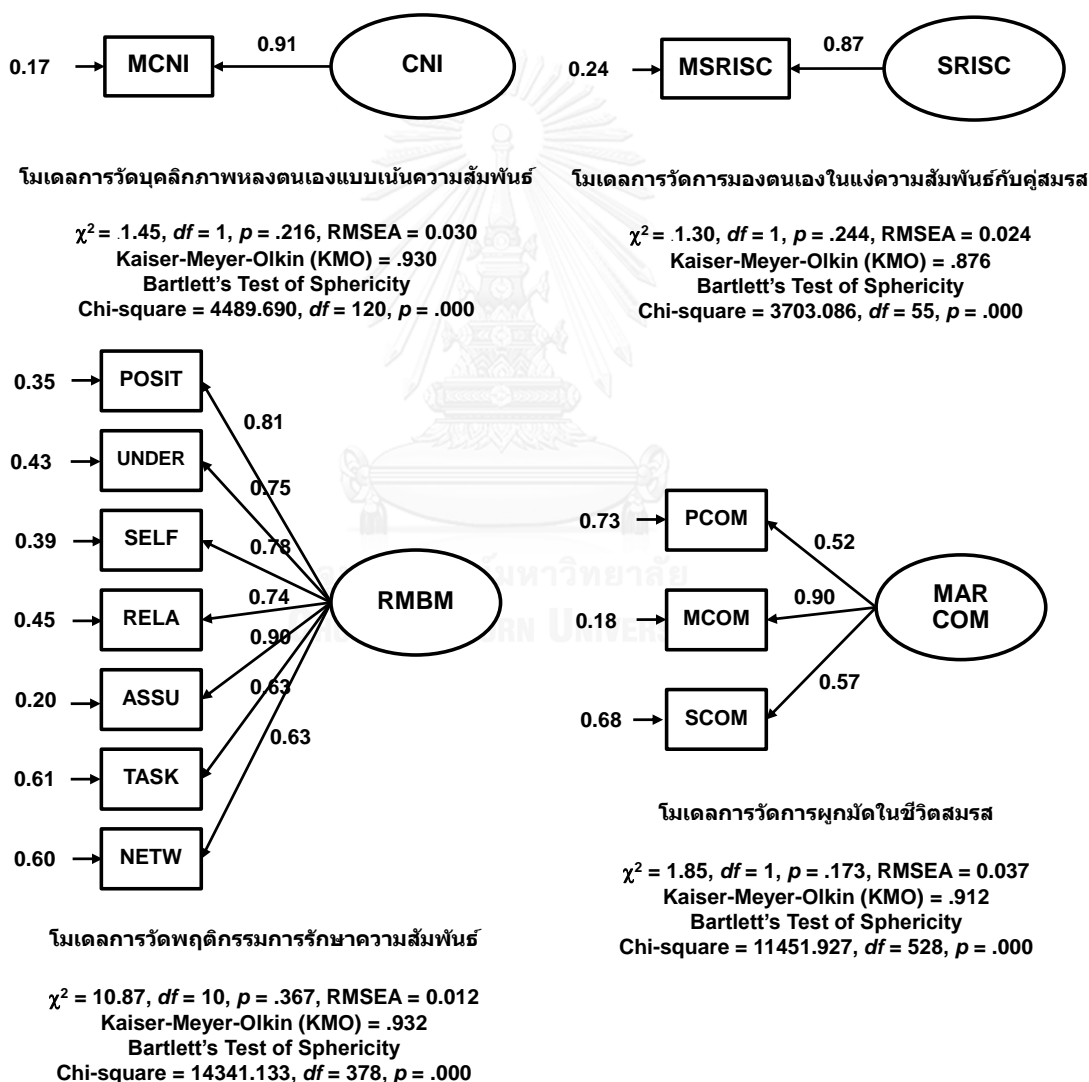 0.17
MCNI
0.91
CNI
0.24
MSRISC
0.87
SRISC
โมเดลการวัดบุคลิกภาพหลงตนเองแบบเน้นความสัมพันธ์
χ² = .1.45, df = 1, p = .216, RMSEA = 0.030
Kaiser-Meyer-Olkin (KMO) = .930
Bartlett's Test of Sphericity
Chi-square = 4489.690, df = 120, p = .000
โมเดลการวัดการมองตนเองในแง่ความสัมพันธ์กับคู่สมรส
χ² = .1.30, df = 1, p = .244, RMSEA = 0.024
Kaiser-Meyer-Olkin (KMO) = .876
Bartlett's Test of Sphericity
Chi-square = 3703.086, df = 55, p = .000
0.35
POSIT
0.81
0.43
UNDER
0.75
0.39
SELF
0.78
0.45
RELA
0.74
RMBM
0.20
ASSU
0.90
0.61
TASK
0.63
0.60
NETW
0.63
โมเดลการวัดพฤติกรรมการรักษาความสัมพันธ์
χ² = 10.87, df = 10, p = .367, RMSEA = 0.012
Kaiser-Meyer-Olkin (KMO) = .932
Bartlett's Test of Sphericity
Chi-square = 14341.133, df = 378, p = .000
0.73
PCOM
0.52
0.18
MCOM
0.90
MAR
COM
0.68
SCOM
0.57
โมเดลการวัดการผูกมัดในชีวิตสมรส
χ² = 1.85, df = 1, p = .173, RMSEA = 0.037
Kaiser-Meyer-Olkin (KMO) = .912
Bartlett's Test of Sphericity
Chi-square = 11451.927, df = 528, p = .000